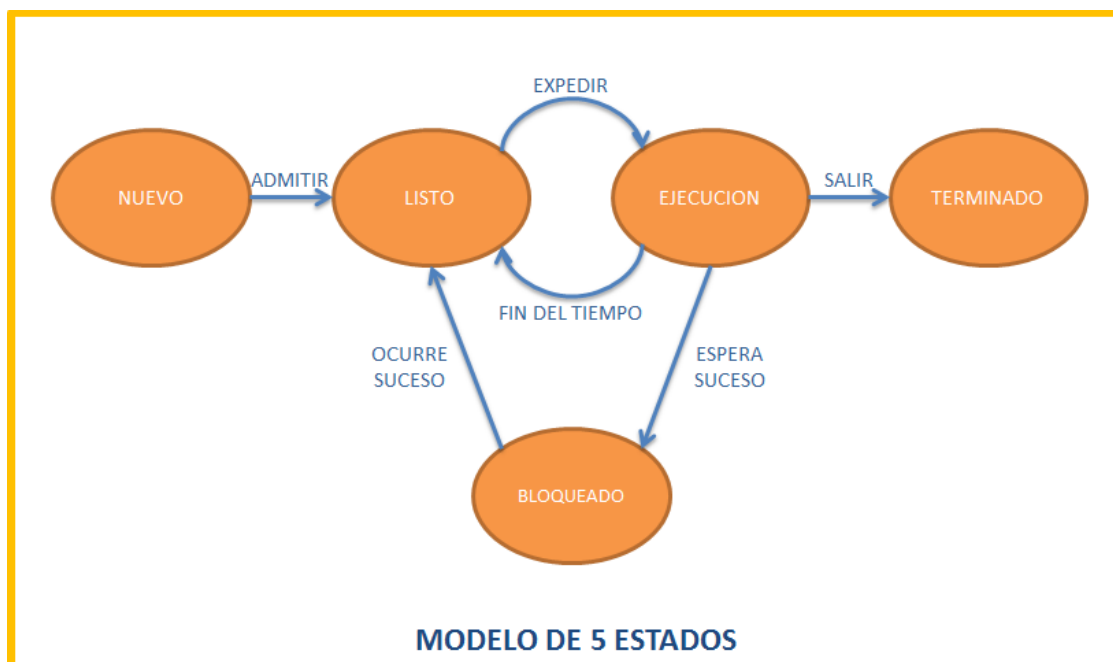 EXPEDIR
NUEVO
ADMITIR
LISTO
EJECUCION
SALIR
TERMINADO
FIN DEL TIEMPO
OCURRE
SUCESO
ESPERA
SUCESO
BLOQUEADO
MODELO DE 5 ESTADOS